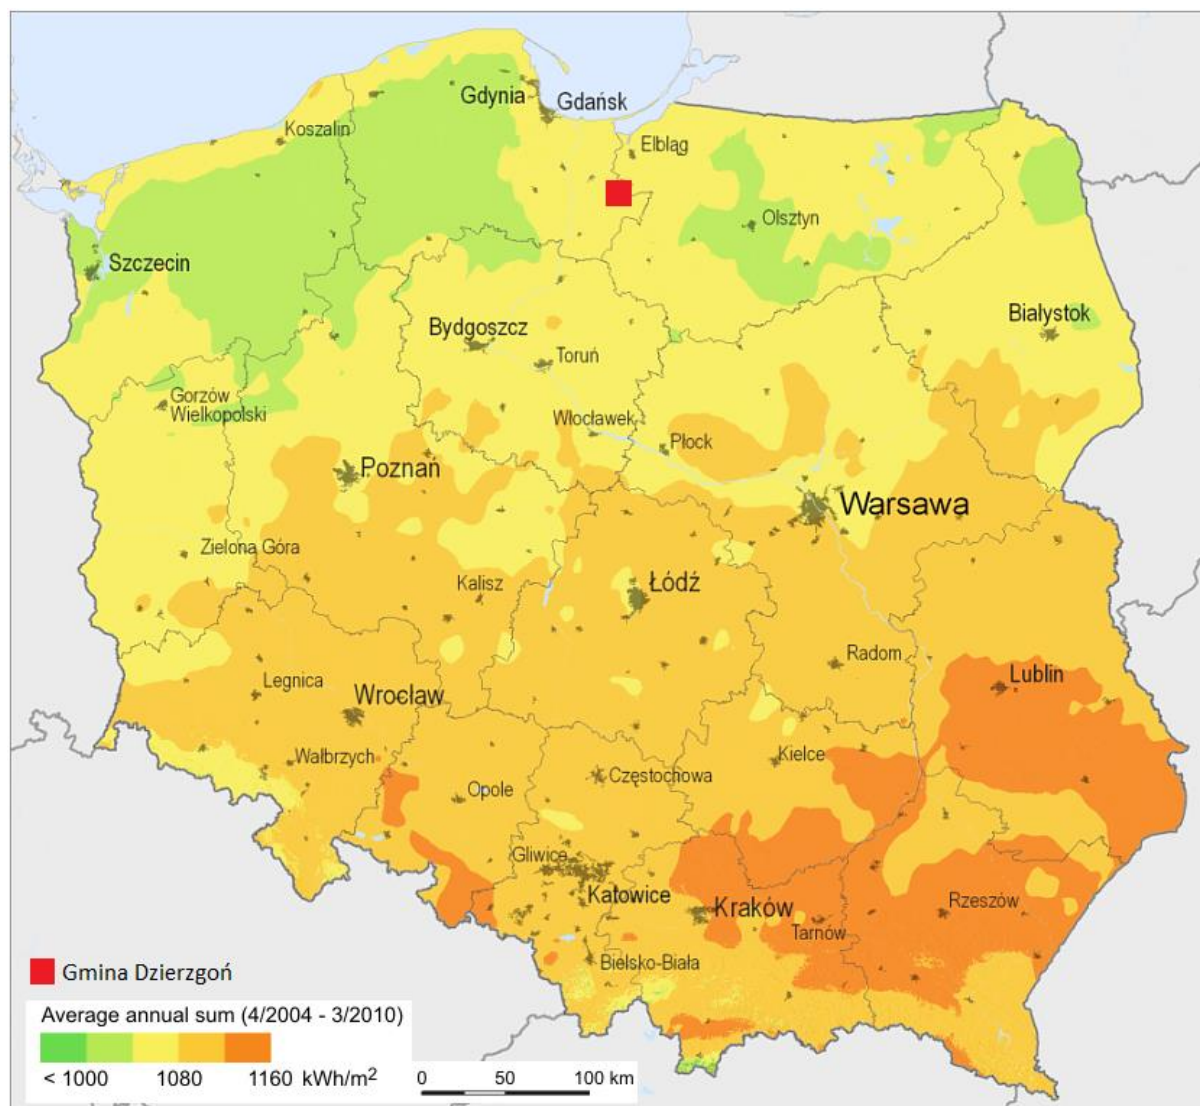 Gdynia
Gdańsk
Koszalin
Elbląg
Olsztyn
Szczecin
Białystok
Bydgoszcz
Toruń
Gorzów
Wielkopolski
Włocławek
Płock
Poznań
Warsawa
Zielona Góra
Kalisz
Łódź
Radom
Lublin
Legnica
Wrocław
Wałbrzych
Kielce
Częstochowa
Opole
Gliwice
Katowice
Kraków
Rzeszów
Tarnów
Bielsko-Biała
Gmina Dzierzgoń
Average annual sum (4/2004 - 3/2010)
< 1000 1080 1160 kWh/m²
0 50 100 km